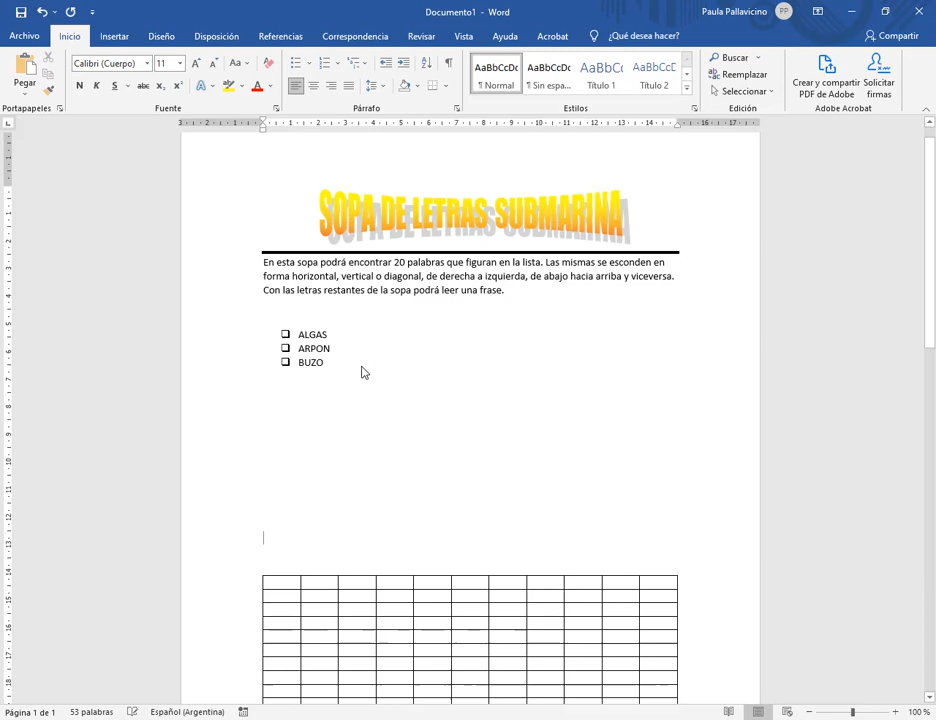 Documento1 - Word
Paula Pallavicino
PP
Archivo
Inicio
Insertar
Diseño
Disposición
Referencias
Correspondencia
Revisar
Vista
Ayuda
Acrobat
¿Qué desea hacer?
Compartir
Pegar
Calibri (Cuerpo)
11
N
K
S
abc
x₂
x²
Aa
A
AaBbCcDc
¶ Normal
AaBbCcDc
¶ Sin espa...
AaBbCc
Título 1
AaBbCcD
Título 2
Buscar
Reemplazar
Seleccionar
Crear y compartir
PDF de Adobe
Solicitar
firmas
Portapapeles
Fuente
Párrafo
Estilos
Edición
Adobe Acrobat
SOPA DE LETRAS SUBMARINA
En esta sopa podrá encontrar 20 palabras que figuran en la lista. Las mismas se esconden en
forma horizontal, vertical o diagonal, de derecha a izquierda, de abajo hacia arriba y viceversa.
Con las letras restantes de la sopa podrá leer una frase.
ALGAS
ARPON
BUZO
Página 1 de 1
53 palabras
Español (Argentina)
100 %